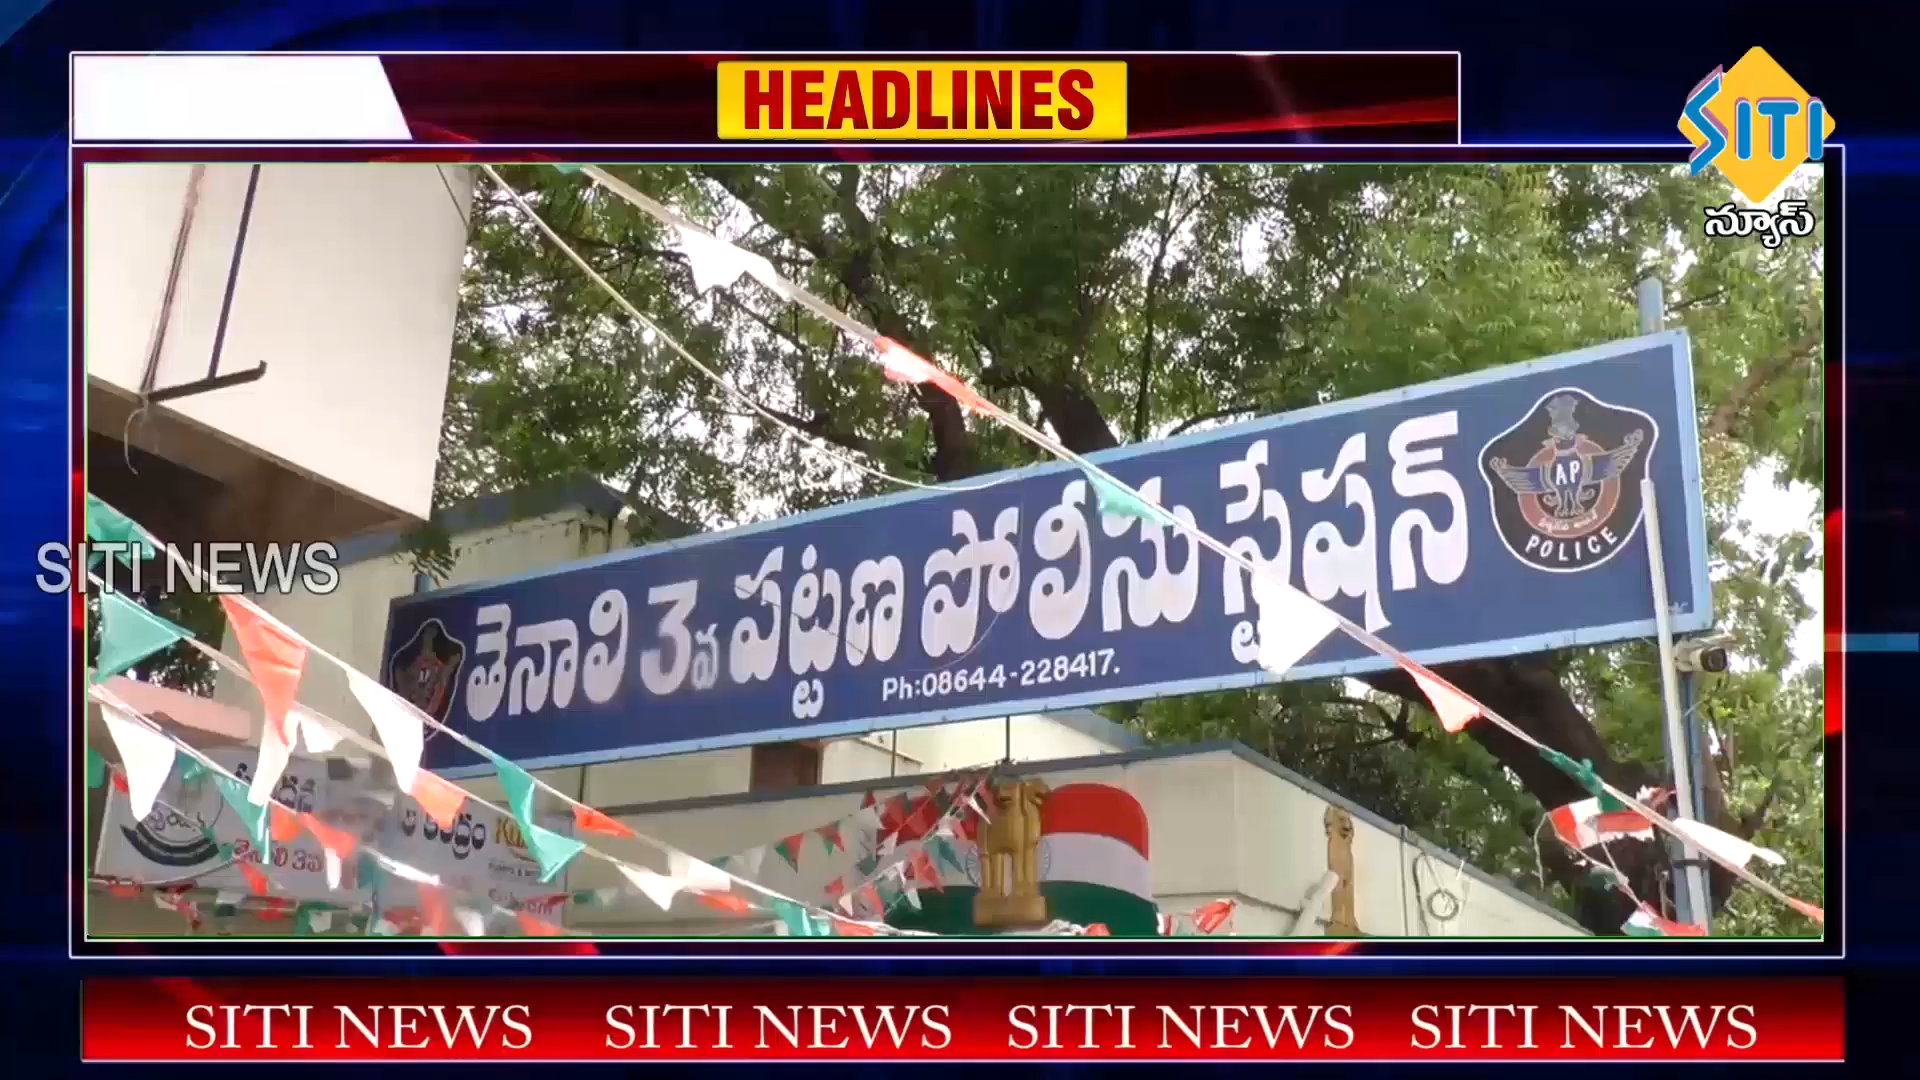 HEADLINES
SITI
న్యూస్
తెనాలి 3వ పట్టణ పోలీసు స్టేషన్
Ph:08644-228417.
AP
POLICE
SITI NEWS
తెనాలి 3వ
SITI NEWS SITI NEWS SITI NEWS SITI NEWS